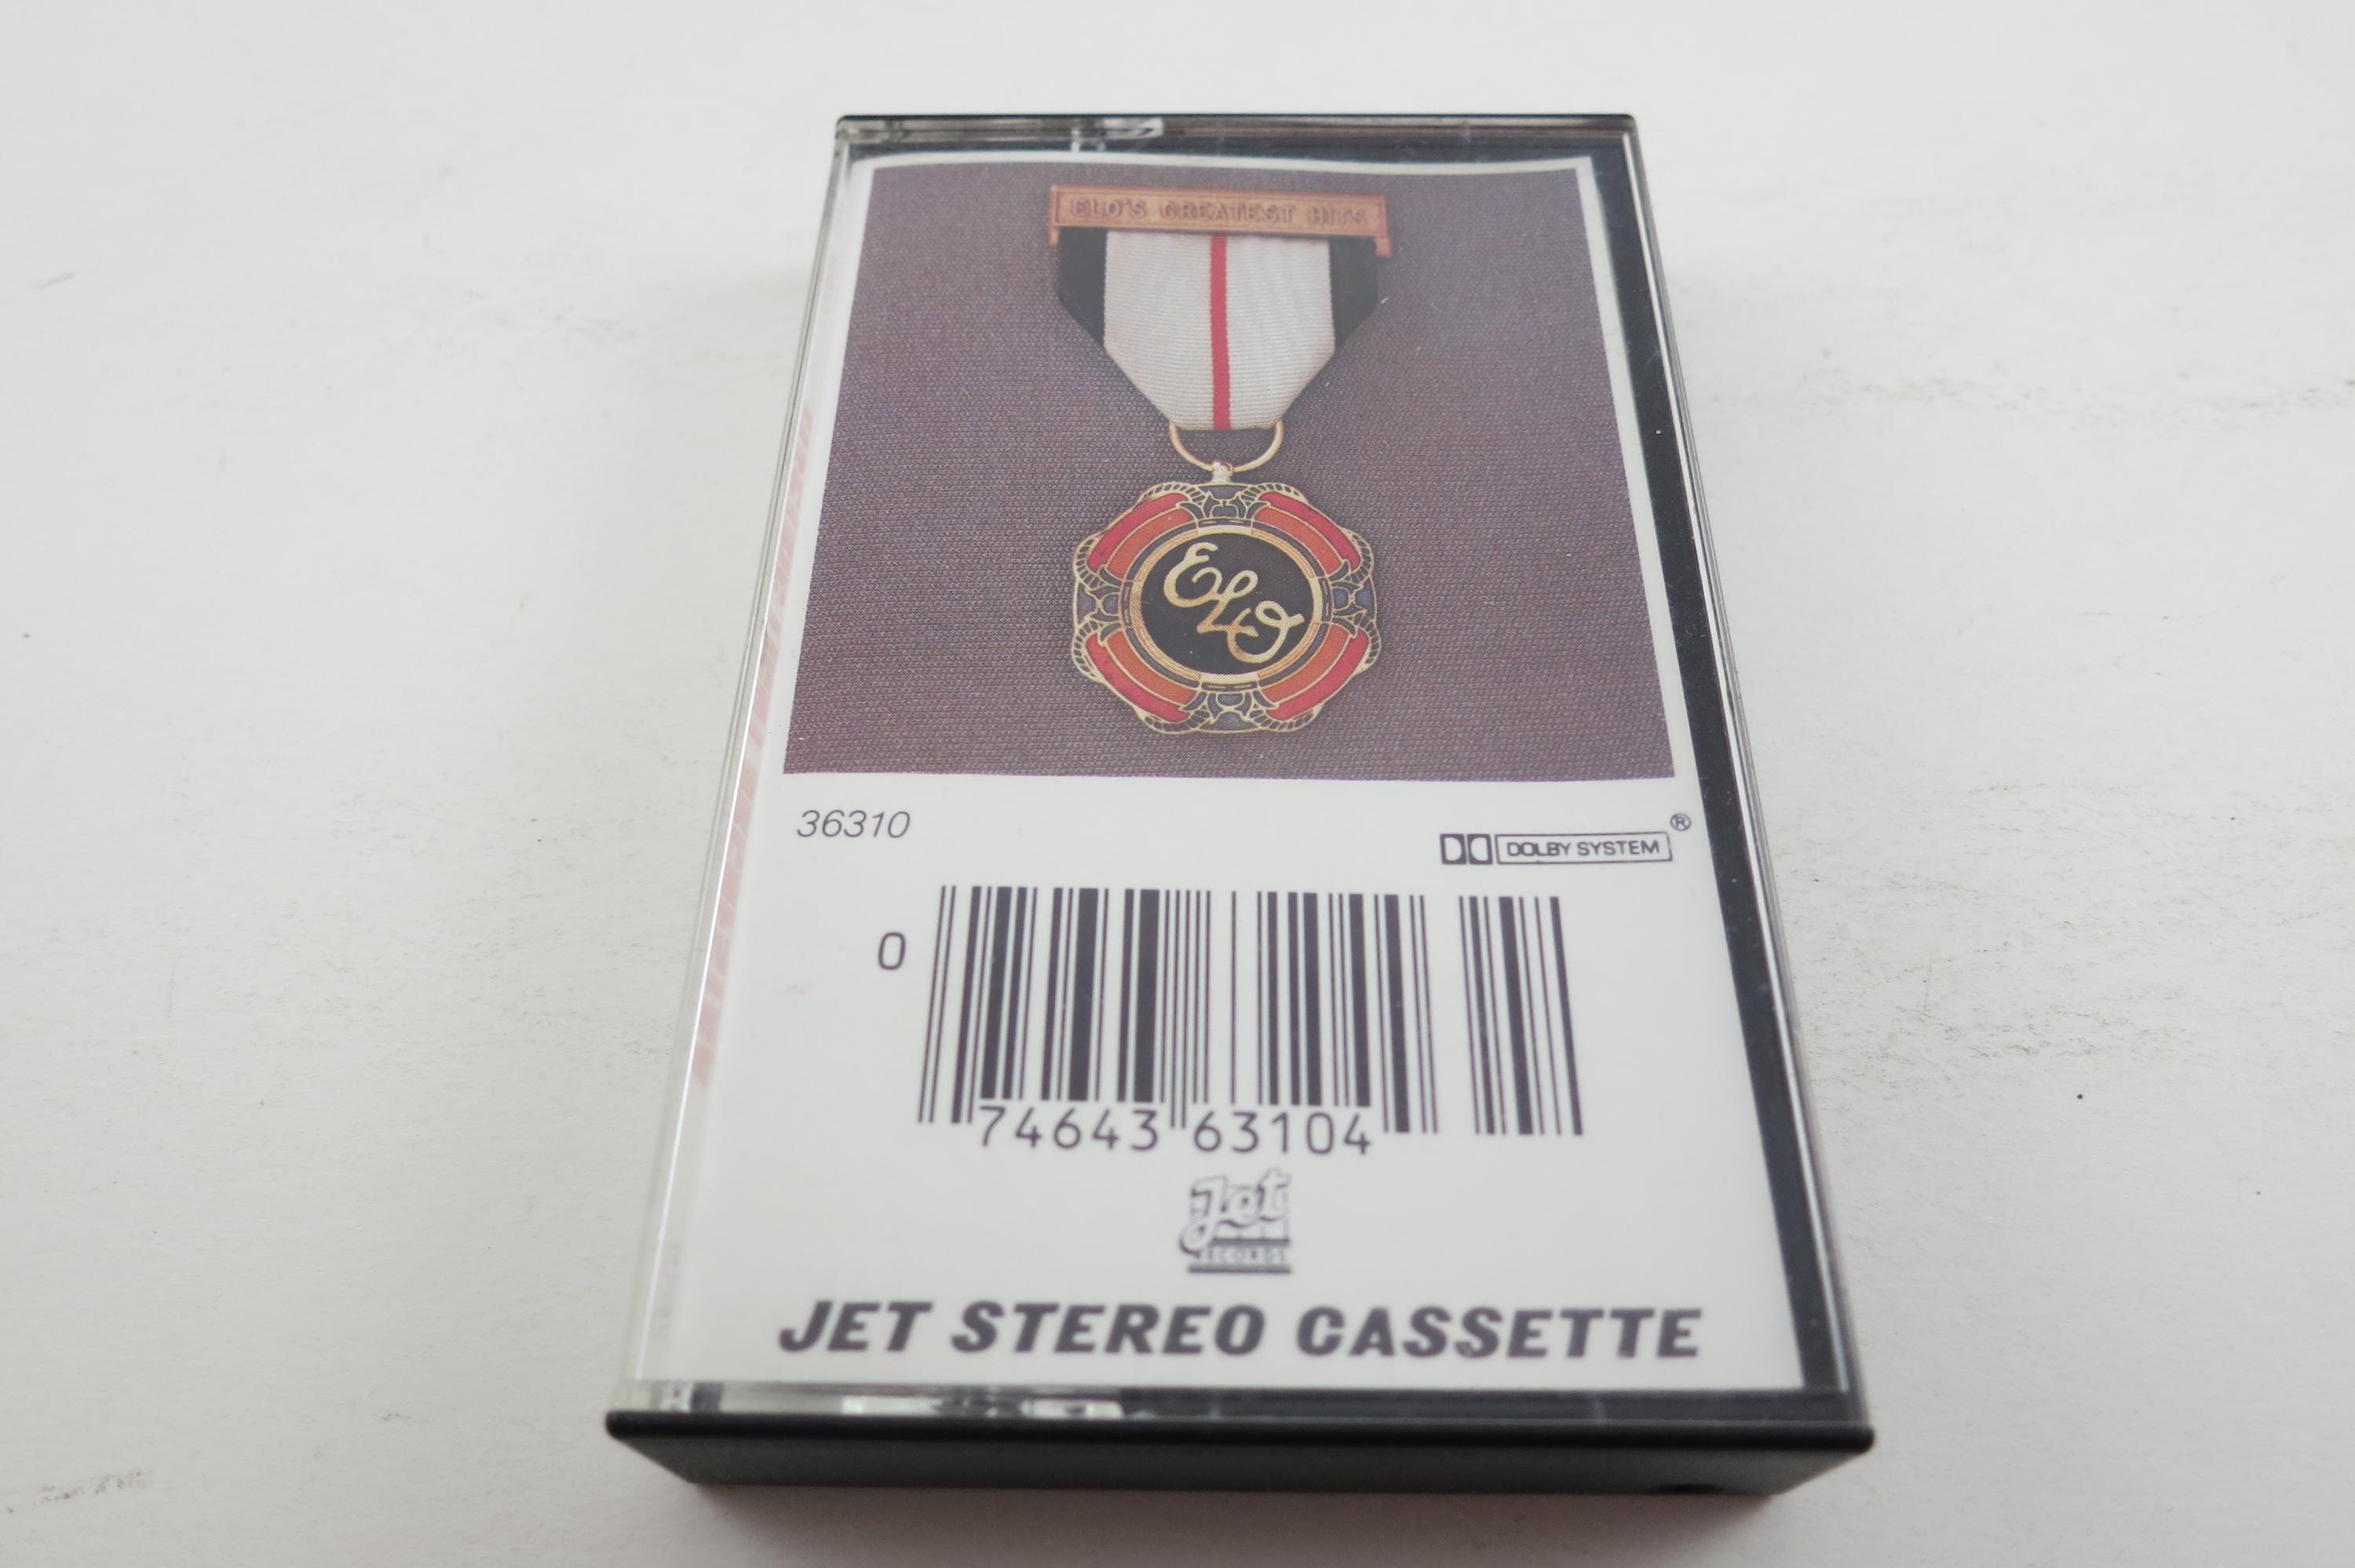 ELO'S GREATEST HITS
ELO
36310
®
DOLBY SYSTEM
0
74643 63104
Jet
RECORDS
JET STEREO CASSETTE